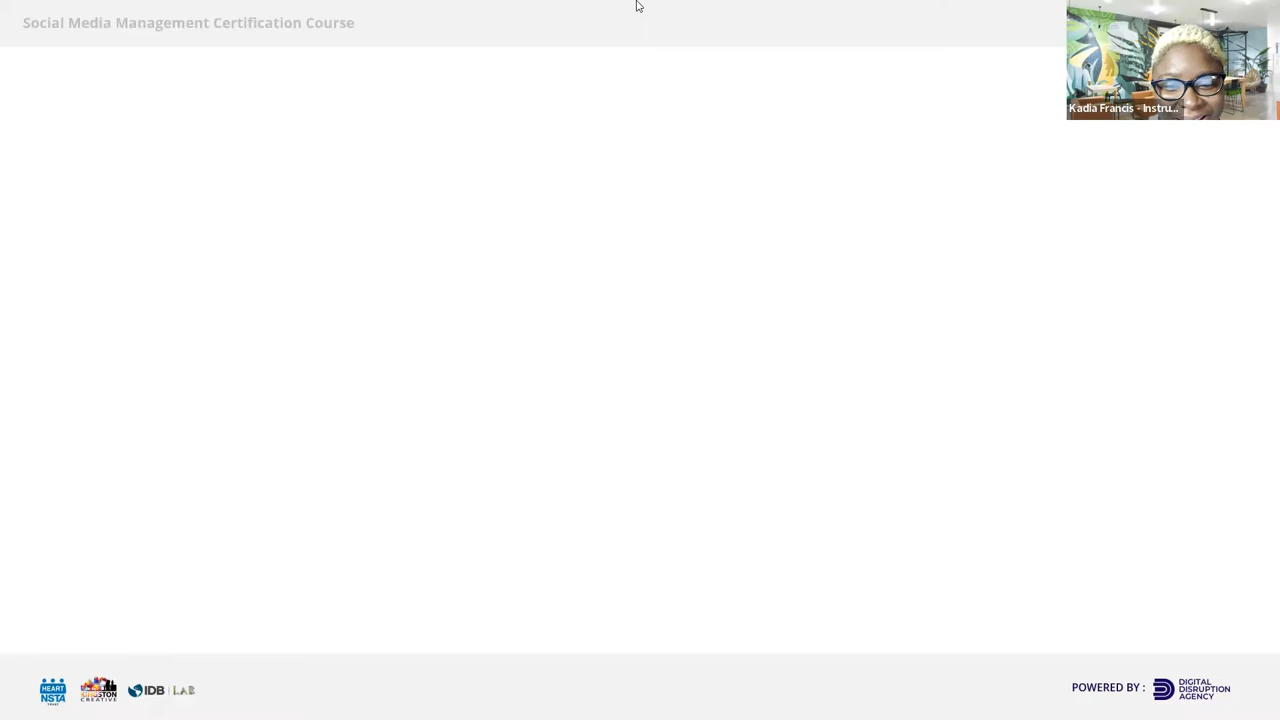 Social Media Management Certification Course
Kadia Francis - Instru...
HEART
NSTA
TRUST
KINGSTON
CREATIVE
IDB | LAB
POWERED BY :
DIGITAL
DISRUPTION
AGENCY